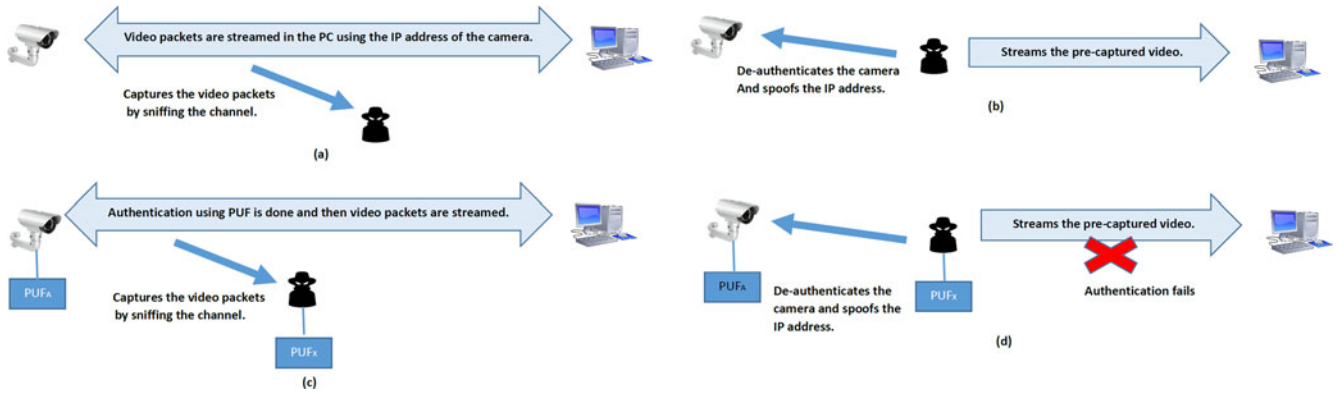 Video packets are streamed in the PC using the IP address of the camera.
Captures the video packets
by sniffing the channel.
(a)
De-authenticates the camera
And spoofs the IP address.
Streams the pre-captured video.
(b)
Authentication using PUF is done and then video packets are streamed.
PUFA
Captures the video packets
by sniffing the channel.
PUFX
(c)
Streams the pre-captured video.
PUFA
De-authenticates the
camera and spoofs the
IP address.
PUFX
Authentication fails
(d)